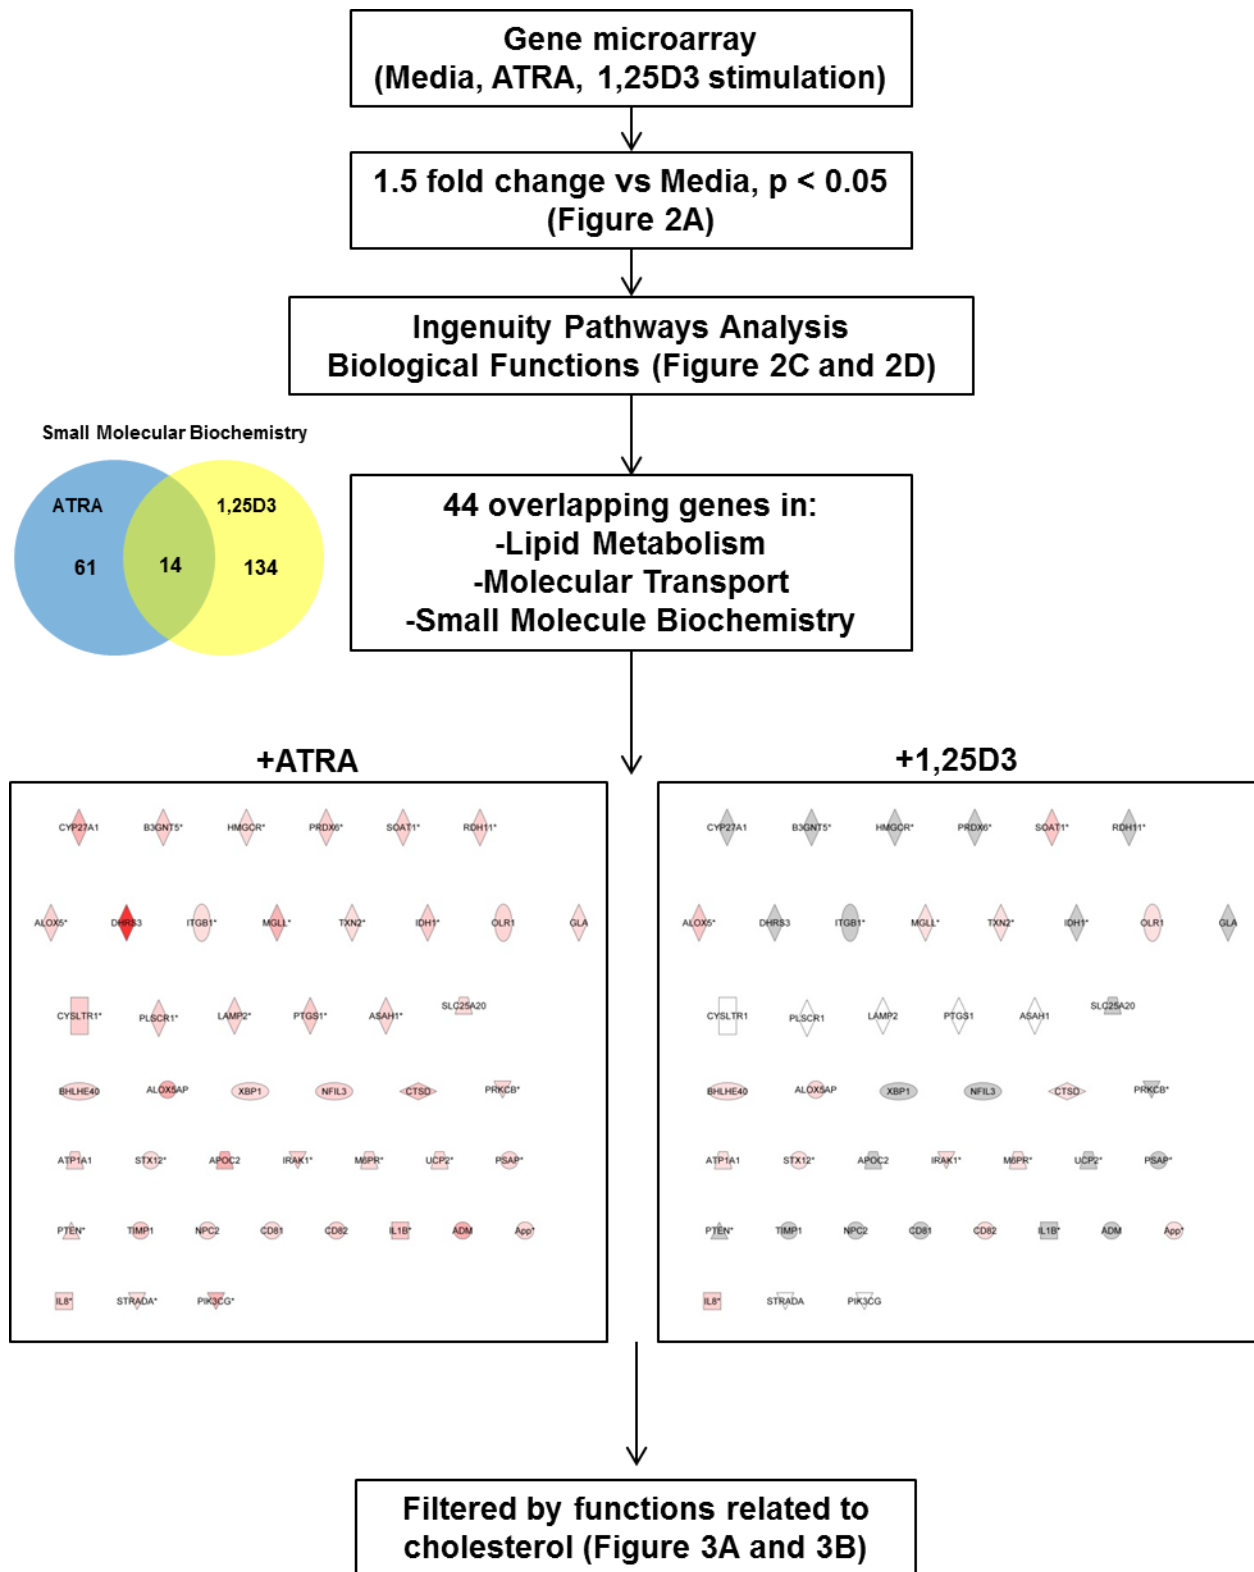 Gene microarray
(Media, ATRA, 1,25D3 stimulation)
1.5 fold change vs Media, p < 0.05
(Figure 2A)
Ingenuity Pathways Analysis
Biological Functions (Figure 2C and 2D)
Small Molecular Biochemistry
ATRA 1,25D3
61 14 134
44 overlapping genes in:
-Lipid Metabolism
-Molecular Transport
-Small Molecule Biochemistry
+ATRA
CYP27A1 B3GNT5* HMGCR* PRDX6* SOAT1* RDH11*
ALOX5* DHRS3 ITGB1* MGLL* TXN2* IDH1* OLR1 GLA
CYSLTR1* PLSCR1* LAMP2* PTGS1* ASAH1* SLC25A20
BHLHE40 ALOX5AP XBP1 NFIL3 CTSD PRKCB*
ATP1A1 STX12* APOC2 IRAK1* M6PR* UCP2* PSAP*
PTEN* TIMP1 NPC2 CD81 CD82 IL1B* ADM App*
IL8* STRADA* PIK3CG*
+1,25D3
CYP27A1 B3GNT5* HMGCR* PRDX6* SOAT1* RDH11*
ALOX5* DHRS3 ITGB1* MGLL* TXN2* IDH1* OLR1 GLA
CYSLTR1 PLSCR1 LAMP2 PTGS1 ASAH1 SLC25A20
BHLHE40 ALOX5AP XBP1 NFIL3 CTSD PRKCB*
ATP1A1 STX12* APOC2 IRAK1* M6PR* UCP2* PSAP*
PTEN* TIMP1 NPC2 CD81 CD82 IL1B* ADM App*
IL8* STRADA PIK3CG
Filtered by functions related to
cholesterol (Figure 3A and 3B)